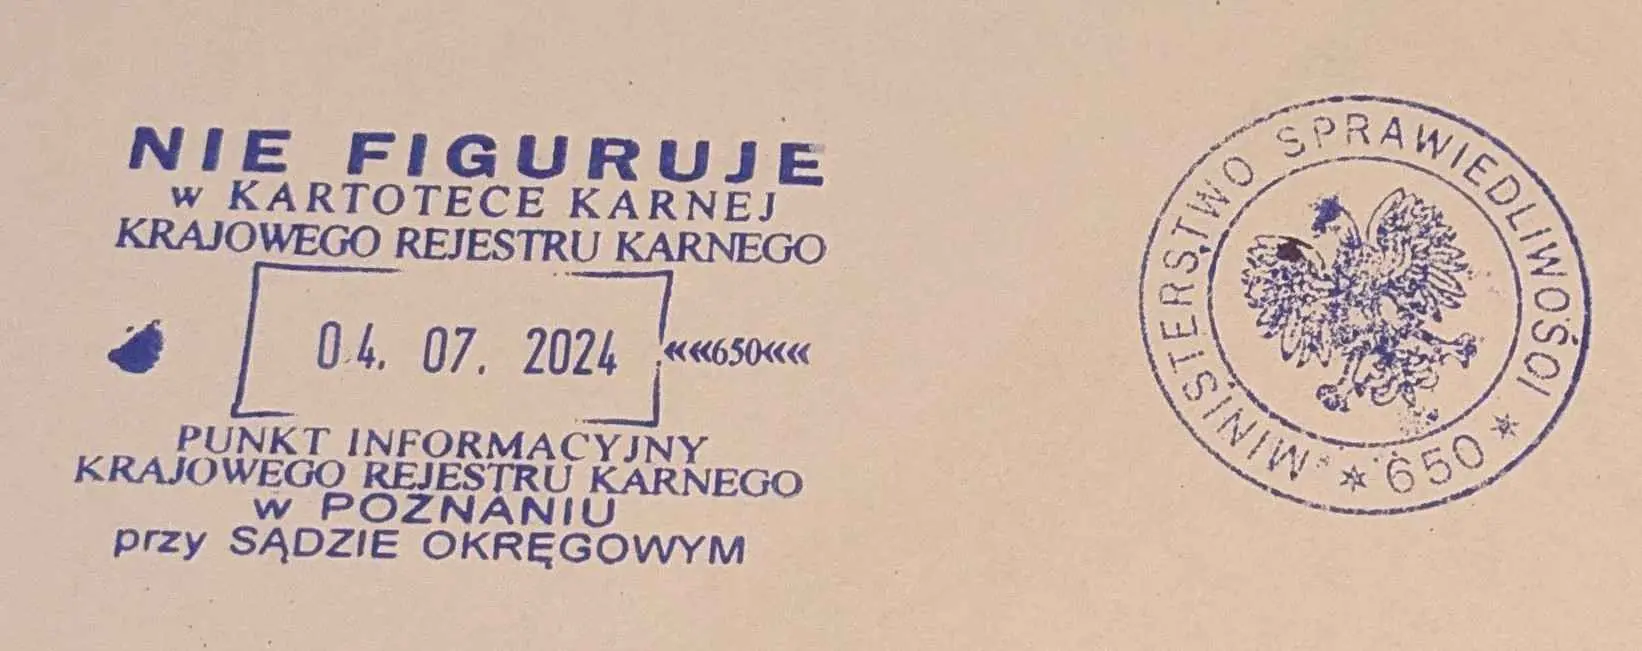 NIE FIGURUJE
w KARTOTECE KARNEJ
KRAJOWEGO REJESTRU KARNEGO
04. 07. 2024
«««650«««
PUNKT INFORMACYJNY
KRAJOWEGO REJESTRU KARNEGO
w POZNANIU
przy SĄDZIE OKRĘGOWYM
MINISTERSTWO SPRAWIEDLIWOŚCI
* 650 *